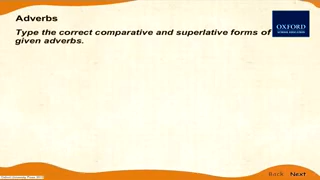 Adverbs
Type the correct comparative and superlative forms of
given adverbs.
OXFORD
Back Next